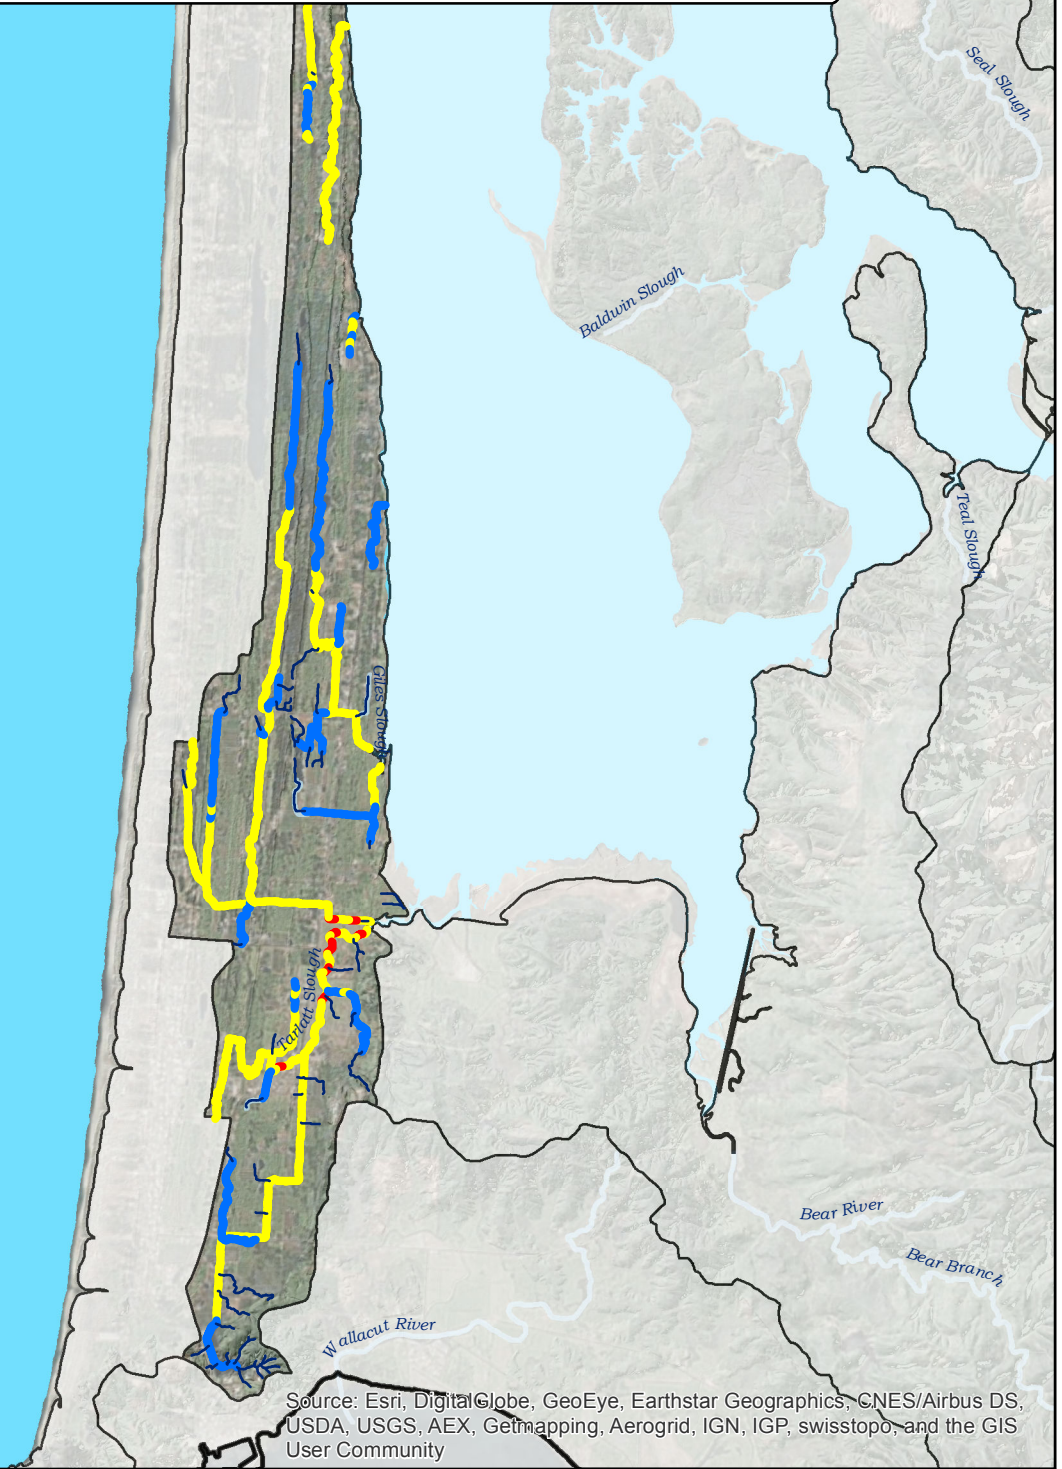 Seal Slough
Baldwin Slough
Teal Slough
Giles Slough
Tarlatt Slough
Bear River
Bear Branch
Wallacut River
Source: Esri, DigitalGlobe, GeoEye, Earthstar Geographics, CNES/Airbus DS,
USDA, USGS, AEX, Getmapping, Aerogrid, IGN, IGP, swisstopo, and the GIS
User Community